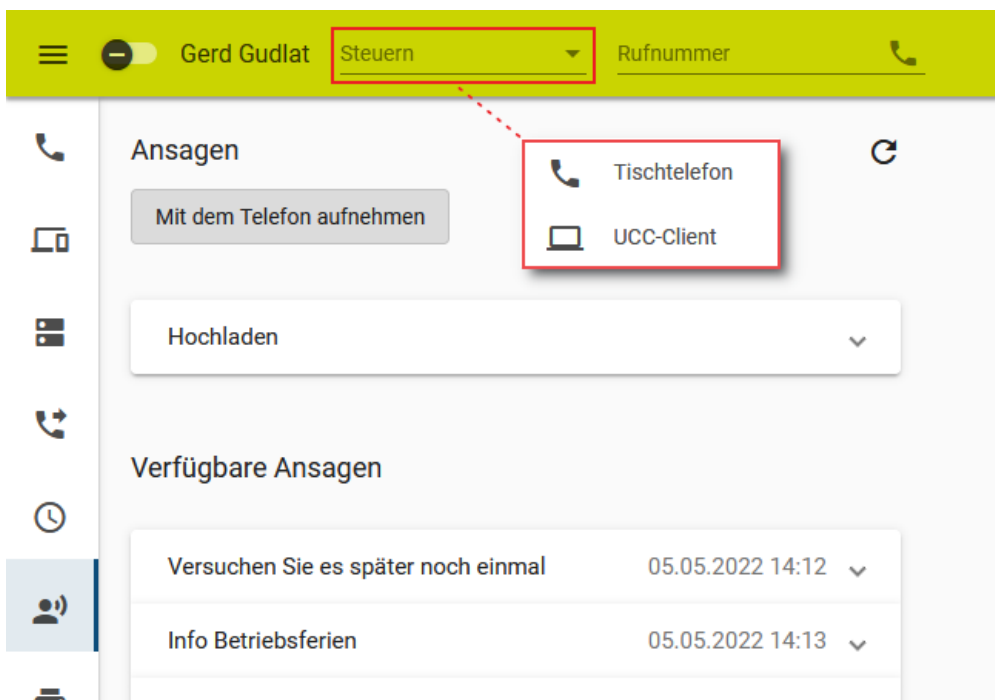 Gerd Gudlat
Steuern
Rufnummer
Ansagen
Tischtelefon
Mit dem Telefon aufnehmen
UCC-Client
Hochladen
Verfügbare Ansagen
Versuchen Sie es später noch einmal 05.05.2022 14:12
Info Betriebsferien 05.05.2022 14:13